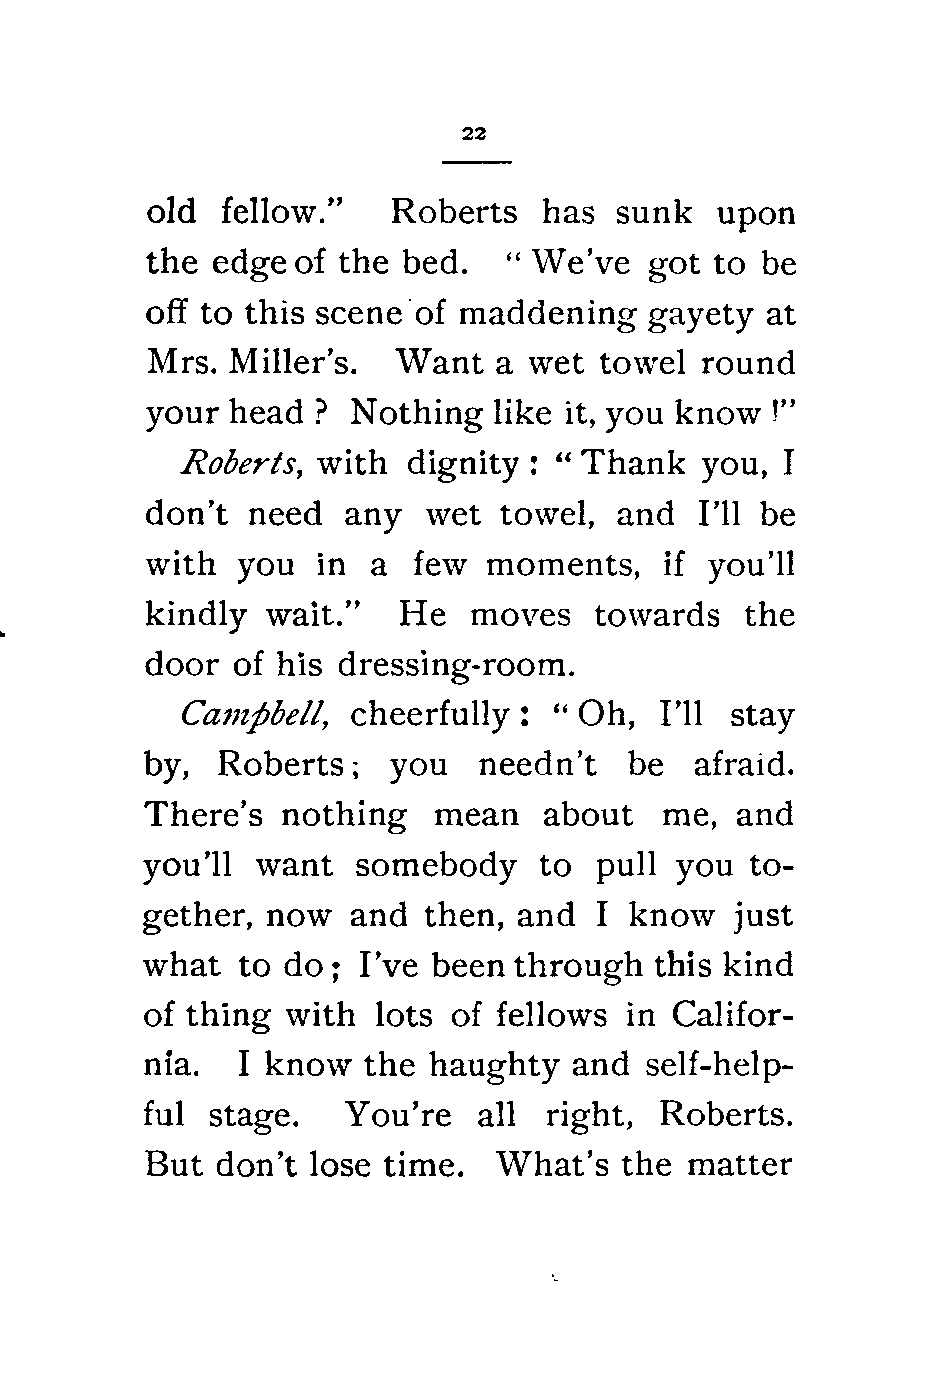 22
old fellow." Roberts has sunk upon
the edge of the bed. "We've got to be
off to this scene of maddening gayety at
Mrs. Miller's. Want a wet towel round
your head? Nothing like it, you know!"
Roberts, with dignity: "Thank you, I
don't need any wet towel, and I'll be
with you in a few moments, if you'll
kindly wait." He moves towards the
door of his dressing-room.
Campbell, cheerfully: "Oh, I'll stay
by, Roberts; you needn't be afraid.
There's nothing mean about me, and
you'll want somebody to pull you to-
gether, now and then, and I know just
what to do; I've been through this kind
of thing with lots of fellows in Califor-
nia. I know the haughty and self-help-
ful stage. You're all right, Roberts.
But don't lose time. What's the matter